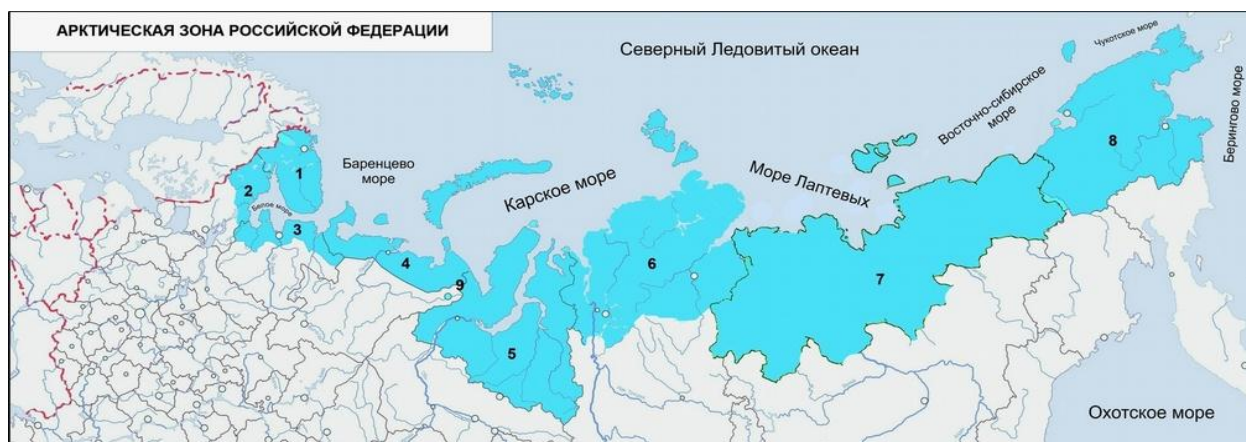 АРКТИЧЕСКАЯ ЗОНА РОССИЙСКОЙ ФЕДЕРАЦИИ
Северный Ледовитый океан
Чукотское море
Восточно-сибирское
море
Берингово море
Баренцево
море
Карское море
Море Лаптевых
Белое море
1
2
3
4
9
5
6
7
8
Охотское море